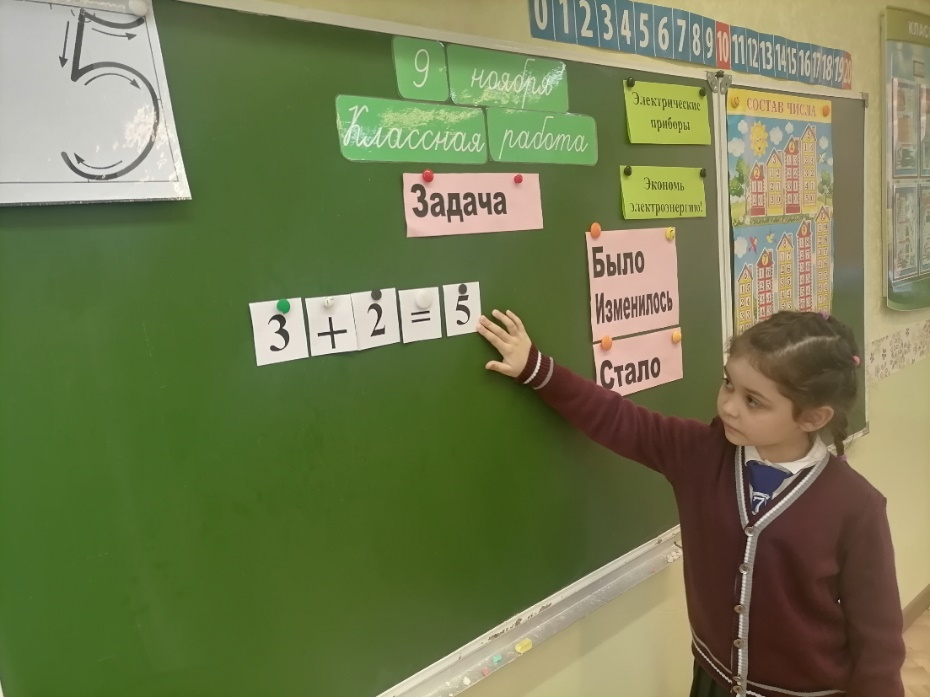 5
0 1 2 3 4 5 6 7 8 9 10 11 12 13 14 15 16 17 18 19 20
9 ноября
Классная работа
Задача
3 + 2 = 5
Электрические
приборы
Экономь
электроэнергию!
Было
Изменилось
Стало
СОСТАВ ЧИСЛА
КЛАС